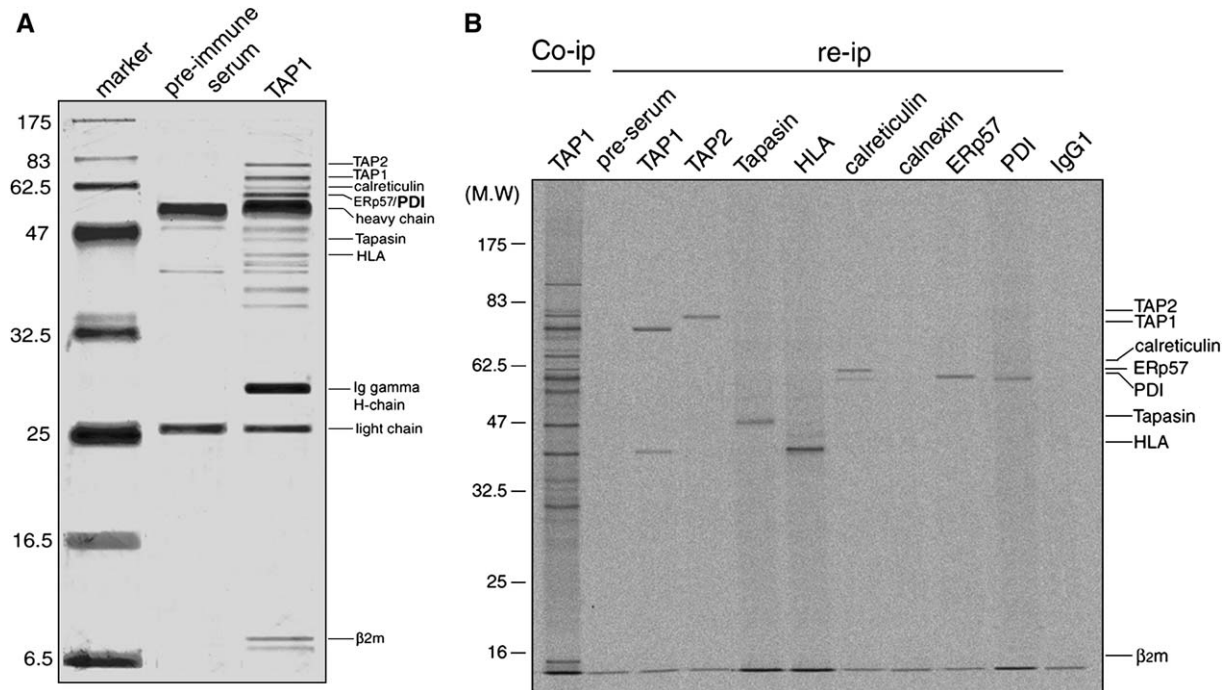 A
marker
pre-immune
serum
TAP1
175
83
62.5
47
32.5
25
16.5
6.5
TAP2
TAP1
calreticulin
ERp57/PDI
heavy chain
Tapasin
HLA
Ig gamma
H-chain
light chain
β2m
B
Co-ip
re-ip
TAP1
pre-serum
TAP1
TAP2
Tapasin
HLA
calreticulin
calnexin
ERp57
PDI
IgG1
(M.W)
175
83
62.5
47
32.5
25
16
TAP2
TAP1
calreticulin
ERp57
PDI
Tapasin
HLA
β2m